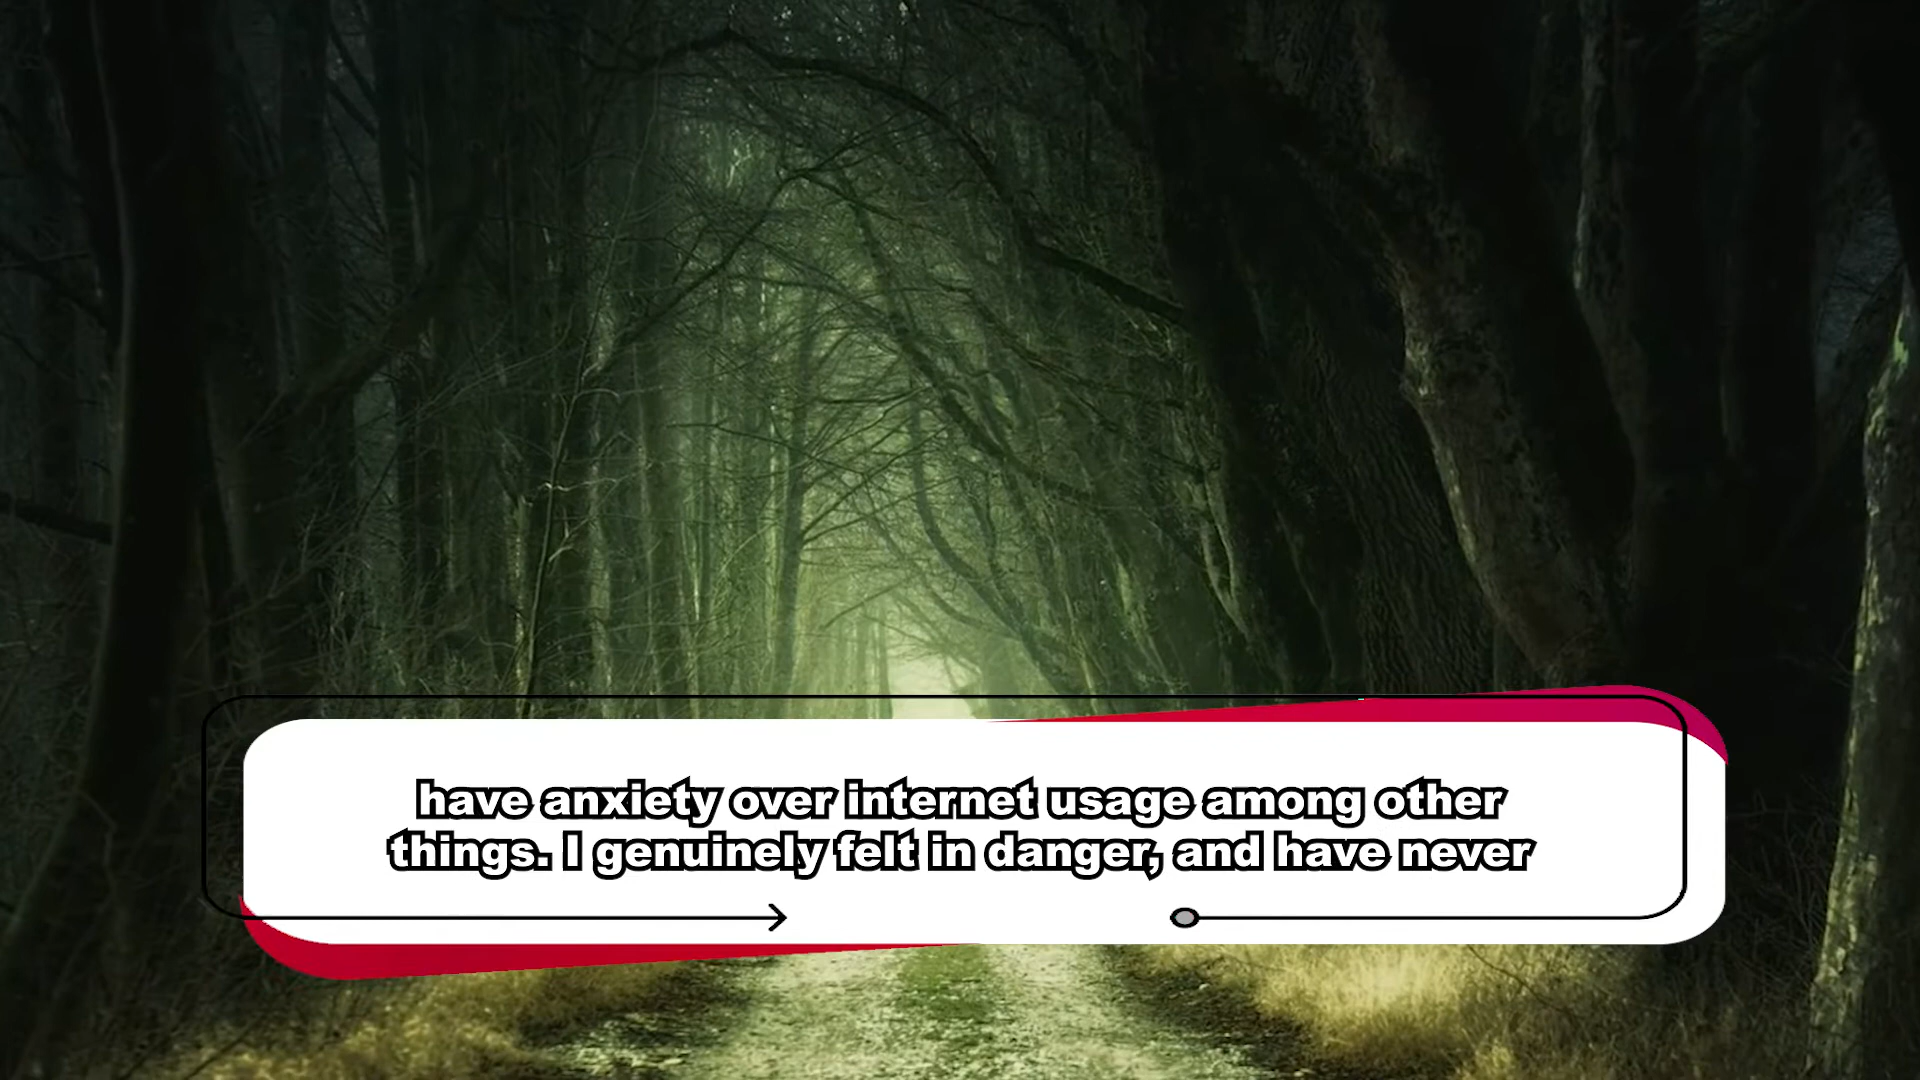 have anxiety over internet usage among other
things. I genuinely felt in danger, and have never